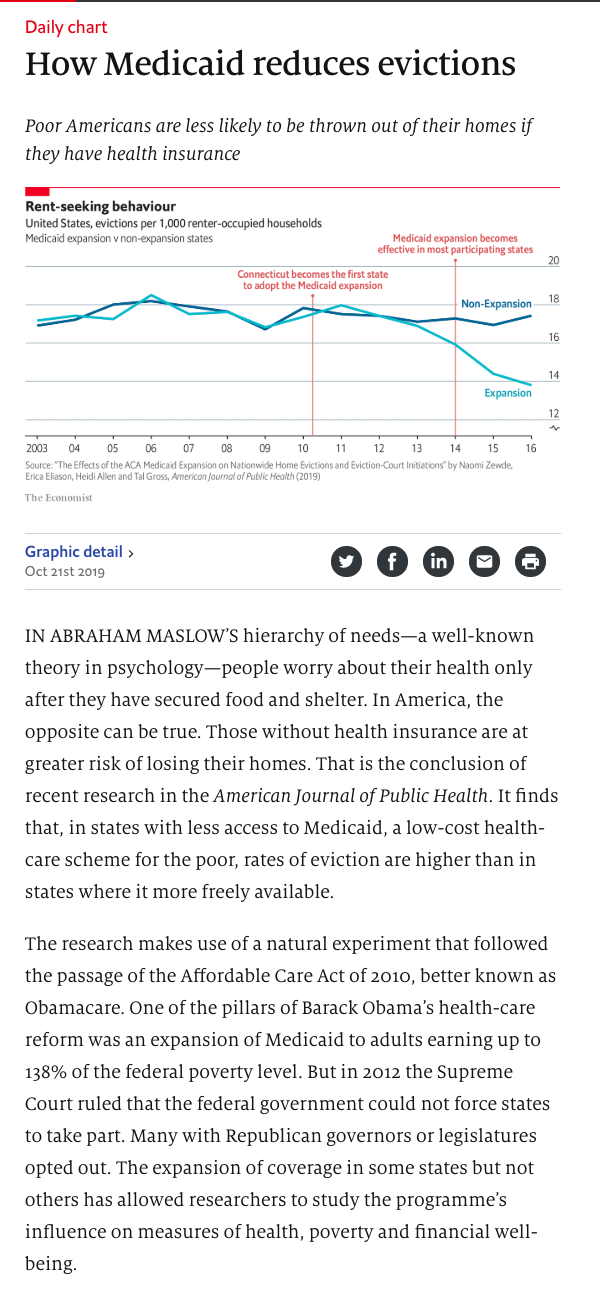 Daily chart
How Medicaid reduces evictions
Poor Americans are less likely to be thrown out of their homes if
they have health insurance
Rent-seeking behaviour
United States, evictions per 1,000 renter-occupied households
Medicaid expansion v non-expansion states
Medicaid expansion becomes
effective in most participating states
Connecticut becomes the first state
to adopt the Medicaid expansion
20
18
16
14
12
Non-Expansion
Expansion
2003 04 05 06 07 08 09 10 11 12 13 14 15 16
Source: "The Effects of the ACA Medicaid Expansion on Nationwide Home Evictions and Eviction-Court Initiations" by Naomi Zewde,
Erica Eliason, Heidi Allen and Tal Gross, American Journal of Public Health (2019)
The Economist
Graphic detail ›
Oct 21st 2019
IN ABRAHAM MASLOW’S hierarchy of needs—a well-known
theory in psychology—people worry about their health only
after they have secured food and shelter. In America, the
opposite can be true. Those without health insurance are at
greater risk of losing their homes. That is the conclusion of
recent research in the American Journal of Public Health. It finds
that, in states with less access to Medicaid, a low-cost health-
care scheme for the poor, rates of eviction are higher than in
states where it more freely available.
The research makes use of a natural experiment that followed
the passage of the Affordable Care Act of 2010, better known as
Obamacare. One of the pillars of Barack Obama’s health-care
reform was an expansion of Medicaid to adults earning up to
138% of the federal poverty level. But in 2012 the Supreme
Court ruled that the federal government could not force states
to take part. Many with Republican governors or legislatures
opted out. The expansion of coverage in some states but not
others has allowed researchers to study the programme’s
influence on measures of health, poverty and financial well-
being.